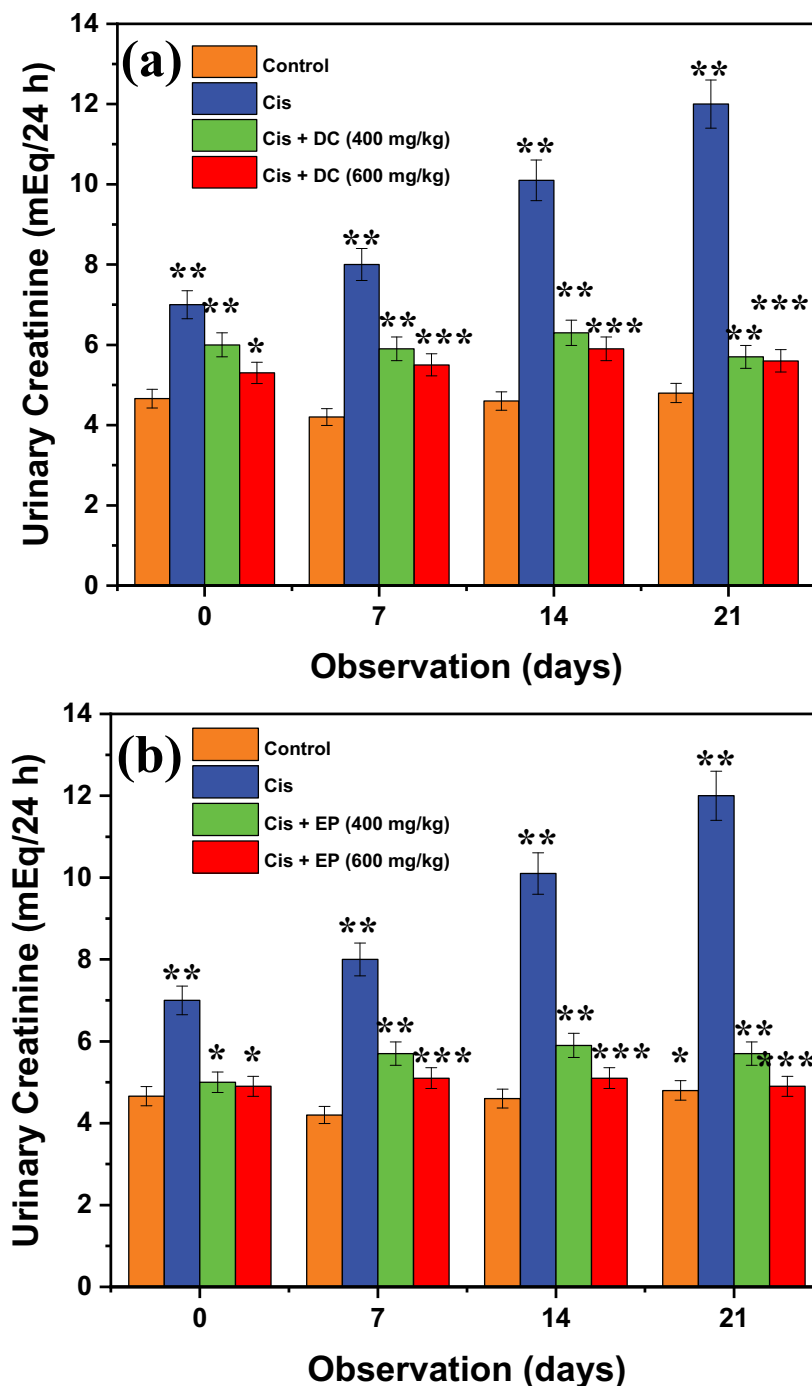 (a)
Control
Cis
Cis + DC (400 mg/kg)
Cis + DC (600 mg/kg)
Urinary Creatinine (mEq/24 h)
14
12
10
8
6
4
2
0
** ** *
** ** ***
** ** ***
** ** ***
0 7 14 21
Observation (days)
(b)
Control
Cis
Cis + EP (400 mg/kg)
Cis + EP (600 mg/kg)
Urinary Creatinine (mEq/24 h)
14
12
10
8
6
4
2
0
** * *
** ** ***
** ** ***
* ** ** ***
0 7 14 21
Observation (days)